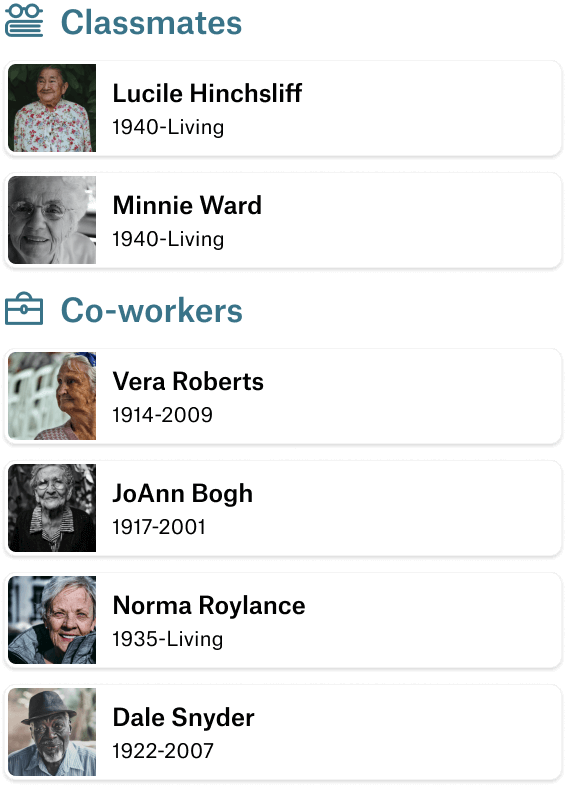 Classmates
Lucile Hinchsliff
1940-Living
Minnie Ward
1940-Living
Co-workers
Vera Roberts
1914-2009
JoAnn Bogh
1917-2001
Norma Roylance
1935-Living
Dale Snyder
1922-2007